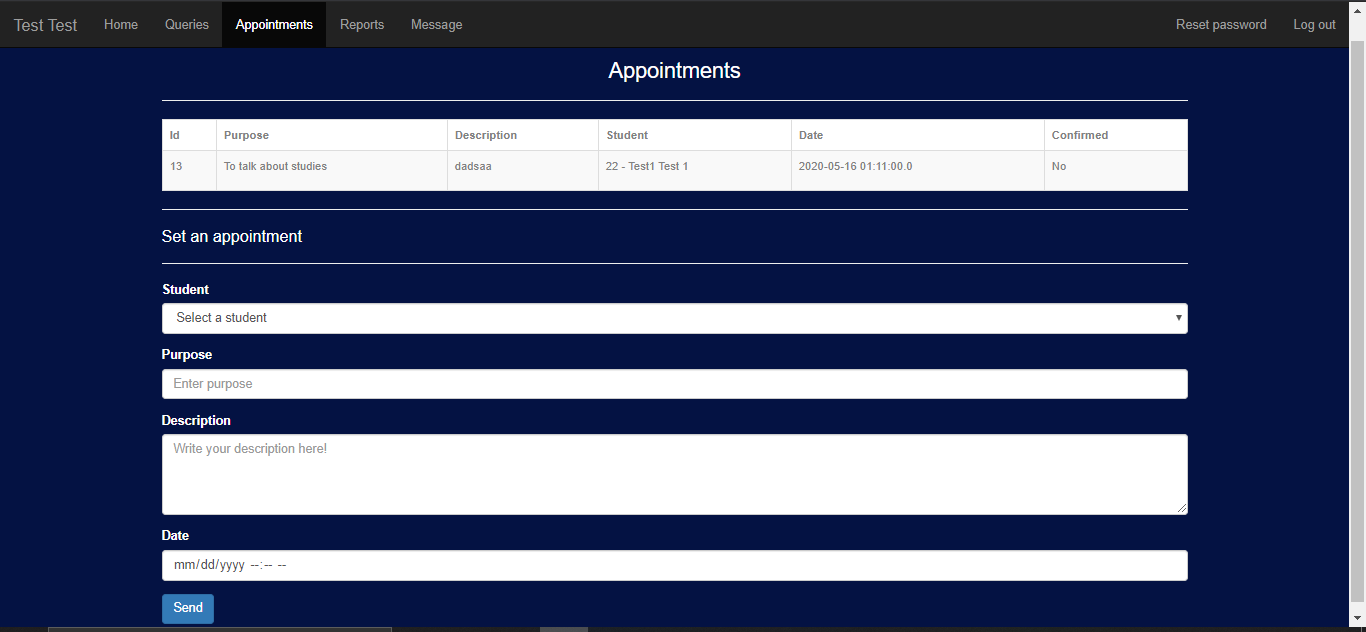 Test Test Home Queries Appointments Reports Message Reset password Log out
Appointments
Id Purpose Description Student Date Confirmed
13 To talk about studies dadsaa 22 - Test1 Test 1 2020-05-16 01:11:00.0 No
Set an appointment
Student
Select a student
Purpose
Enter purpose
Description
Write your description here!
Date
mm/dd/yyyy --:-- --
Send